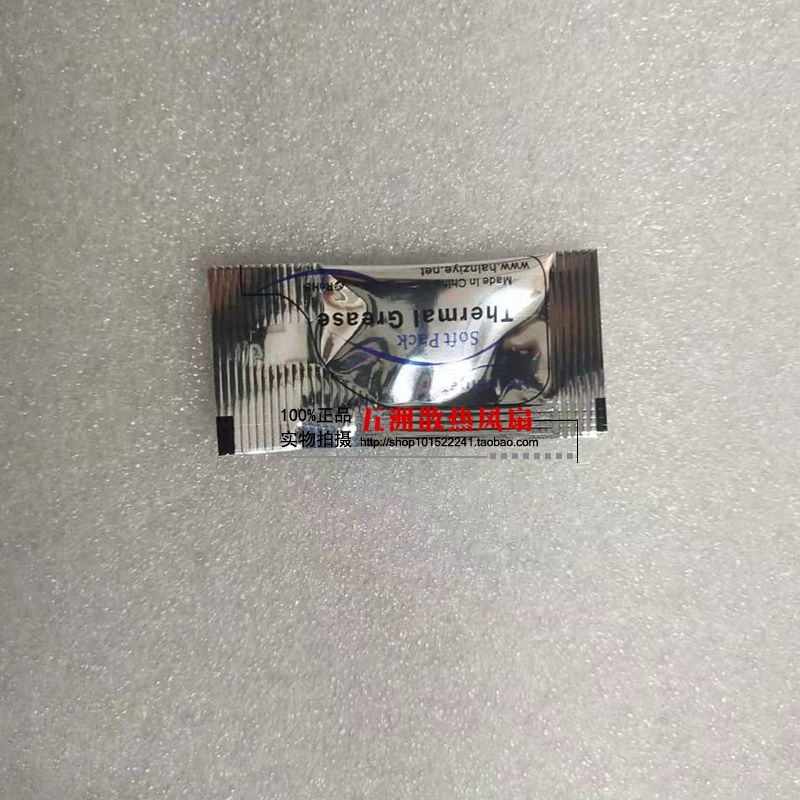 www.halnziye.net
Made in China
RoHS
Thermal Grease
Soft Pack
100%正品
五洲散热风扇
实物拍摄
http://shop101522241.taobao.com